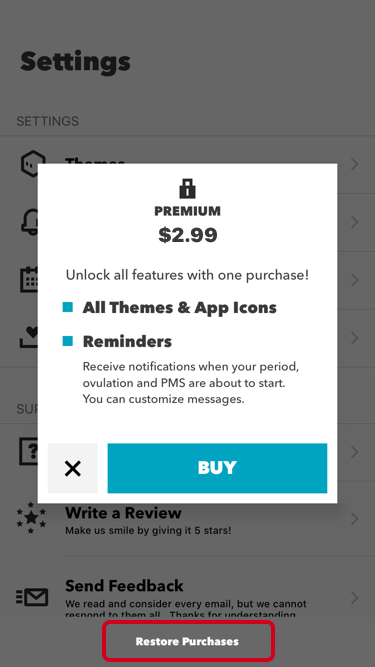 Settings
SETTINGS
Themes
PREMIUM
$2.99
Unlock all features with one purchase!
All Themes & App Icons
Reminders
Receive notifications when your period,
ovulation and PMS are about to start.
You can customize messages.
BUY
Write a Review
Make us smile by giving it 5 stars!
Send Feedback
We read and consider every email, but we cannot
respond to them all. Thanks for understanding.
Restore Purchases